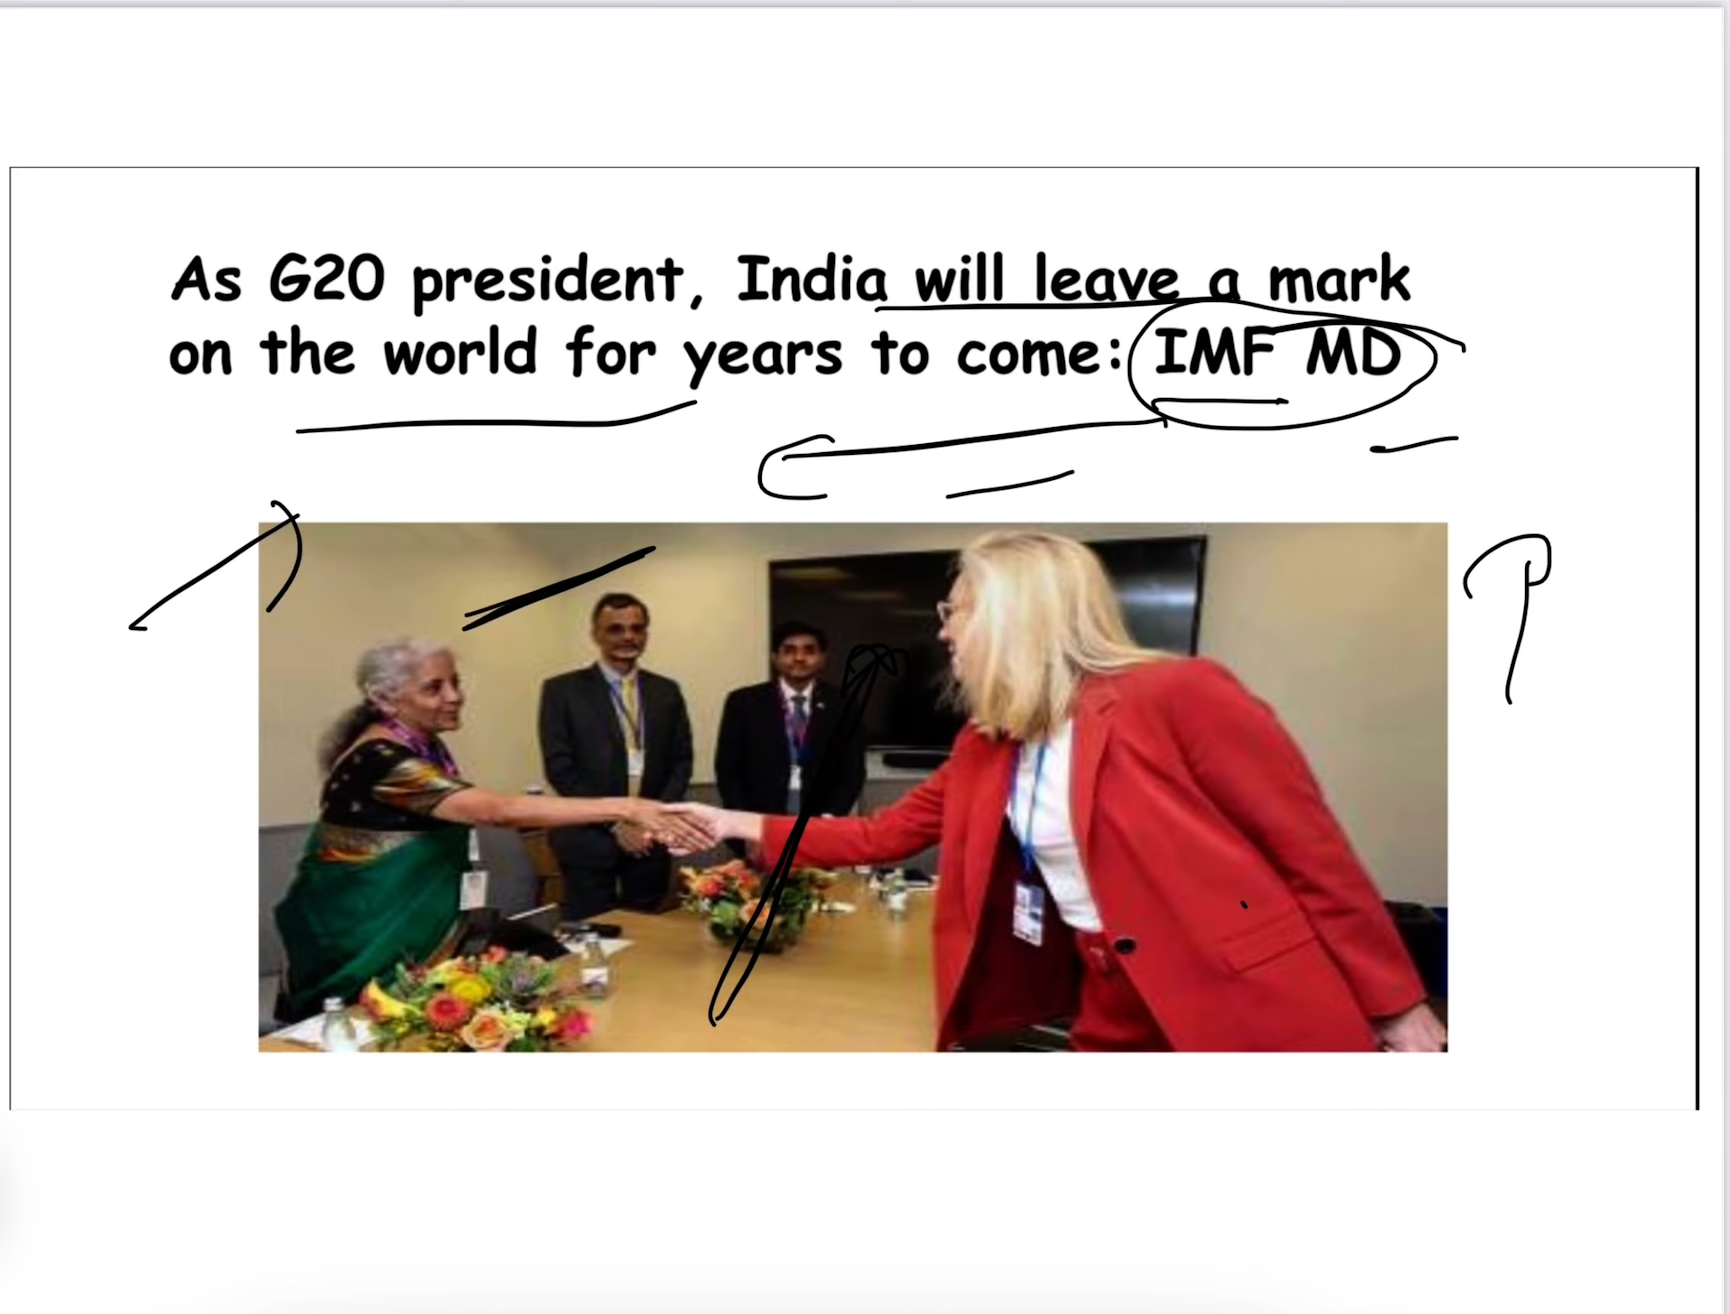 As G20 president, India will leave a mark
on the world for years to come: IMF MD